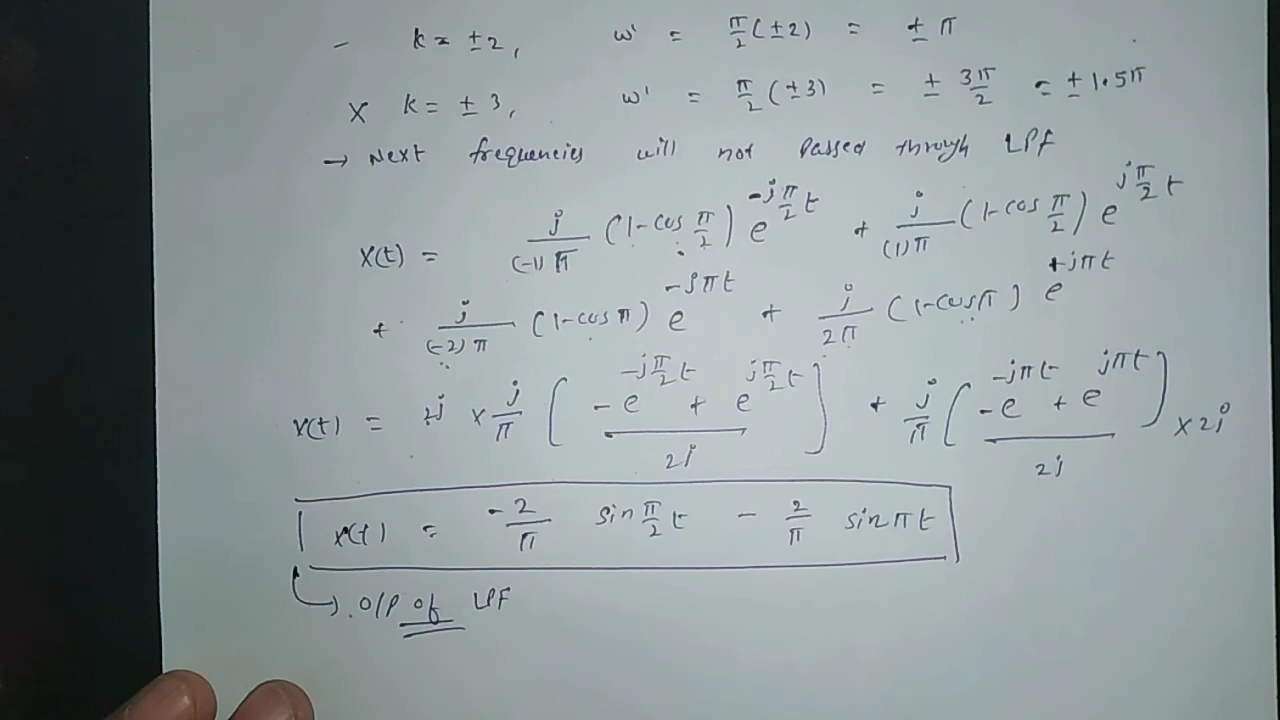 - k = ±2, ω' = π/2 (±2) = ± π
X k = ± 3, ω' = π/2 (±3) = ± 3π/2 = ± 1.5π
→ Next frequencies will not Passed through LPF
x(t) = j/((-1)π) (1-cos π/2) e^(-jπ/2 t) + j/((1)π) (1-cos π/2) e^(jπ/2 t)
+ j/((-2)π) (1-cos π) e^(-jπt) + j/(2π) (1-cosπ) e^(+jπt)
x(t) = 2j × j/π [ (-e^(-jπ/2 t) + e^(jπ/2 t))/2j ] + j/π [ (-e^(-jπt) + e^(jπt))/2j ] × 2j
x(t) = -2/π sin π/2 t - 2/π sin πt
↳ O/P of LPF